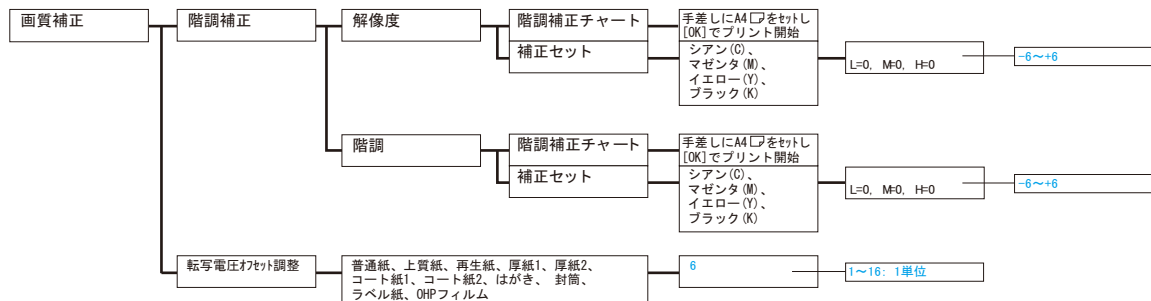 画質補正
階調補正
解像度
階調補正チャート
手差しにA4をセットし
[OK]でプリント開始
補正セット
シアン(C)、
マゼンタ(M)、
イエロー(Y)、
ブラック(K)
L=0, M=0, H=0
-6～+6
階調
階調補正チャート
手差しにA4をセットし
[OK]でプリント開始
補正セット
シアン(C)、
マゼンタ(M)、
イエロー(Y)、
ブラック(K)
L=0, M=0, H=0
-6～+6
転写電圧オフセット調整
普通紙、上質紙、再生紙、厚紙1、厚紙2、
コート紙1、コート紙2、はがき、 封筒、
ラベル紙、OHPフィルム
6
1～16: 1単位